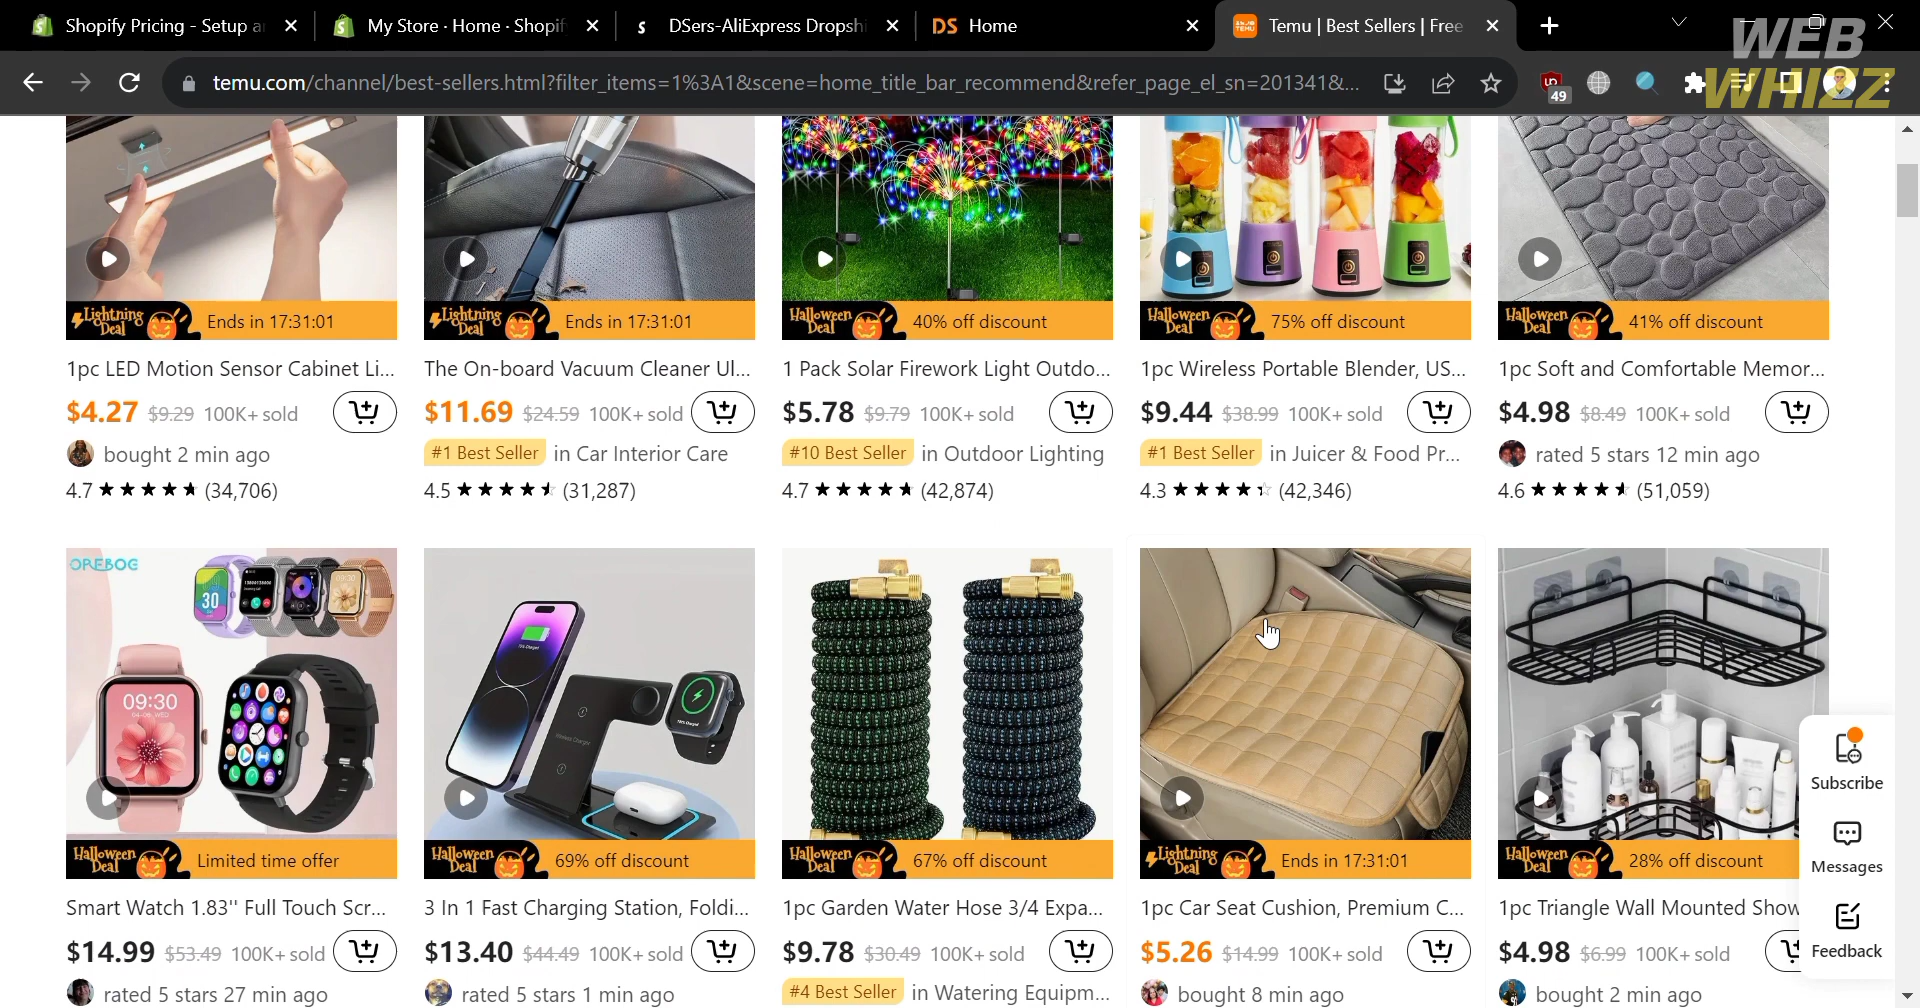 Shopify Pricing - Setup a
My Store · Home · Shopif
DSers-AliExpress Dropshi
DS Home
Temu | Best Sellers | Free
WEB
WHIZZ
temu.com/channel/best-sellers.html?filter_items=1%3A1&scene=home_title_bar_recommend&refer_page_el_sn=201341&...
49
Lightning Deal Ends in 17:31:01
Lightning Deal Ends in 17:31:01
Halloween Deal 40% off discount
Halloween Deal 75% off discount
Halloween Deal 41% off discount
1pc LED Motion Sensor Cabinet Li...
The On-board Vacuum Cleaner Ul...
1 Pack Solar Firework Light Outdo...
1pc Wireless Portable Blender, US...
1pc Soft and Comfortable Memor...
$4.27 $9.29 100K+ sold
$11.69 $24.59 100K+ sold
$5.78 $9.79 100K+ sold
$9.44 $38.99 100K+ sold
$4.98 $8.49 100K+ sold
bought 2 min ago
#1 Best Seller in Car Interior Care
#10 Best Seller in Outdoor Lighting
#1 Best Seller in Juicer & Food Pr...
rated 5 stars 12 min ago
4.7 (34,706)
4.5 (31,287)
4.7 (42,874)
4.3 (42,346)
4.6 (51,059)
OREBOG
30
09:30
Halloween Deal Limited time offer
Halloween Deal 69% off discount
Halloween Deal 67% off discount
Lightning Deal Ends in 17:31:01
Halloween Deal 28% off discount
Subscribe
Messages
Feedback
Smart Watch 1.83'' Full Touch Scr...
3 In 1 Fast Charging Station, Foldi...
1pc Garden Water Hose 3/4 Expa...
1pc Car Seat Cushion, Premium C...
1pc Triangle Wall Mounted Show
$14.99 $53.49 100K+ sold
$13.40 $44.49 100K+ sold
$9.78 $30.49 100K+ sold
$5.26 $14.99 100K+ sold
$4.98 $6.99 100K+ sold
rated 5 stars 27 min ago
rated 5 stars 1 min ago
#4 Best Seller in Watering Equipm...
bought 8 min ago
bought 2 min ago